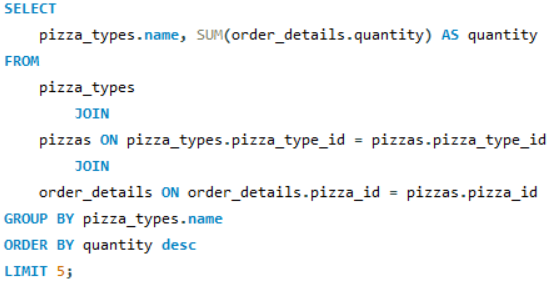 SELECT
    pizza_types.name, SUM(order_details.quantity) AS quantity
FROM
    pizza_types
        JOIN
    pizzas ON pizza_types.pizza_type_id = pizzas.pizza_type_id
        JOIN
    order_details ON order_details.pizza_id = pizzas.pizza_id
GROUP BY pizza_types.name
ORDER BY quantity desc
LIMIT 5;